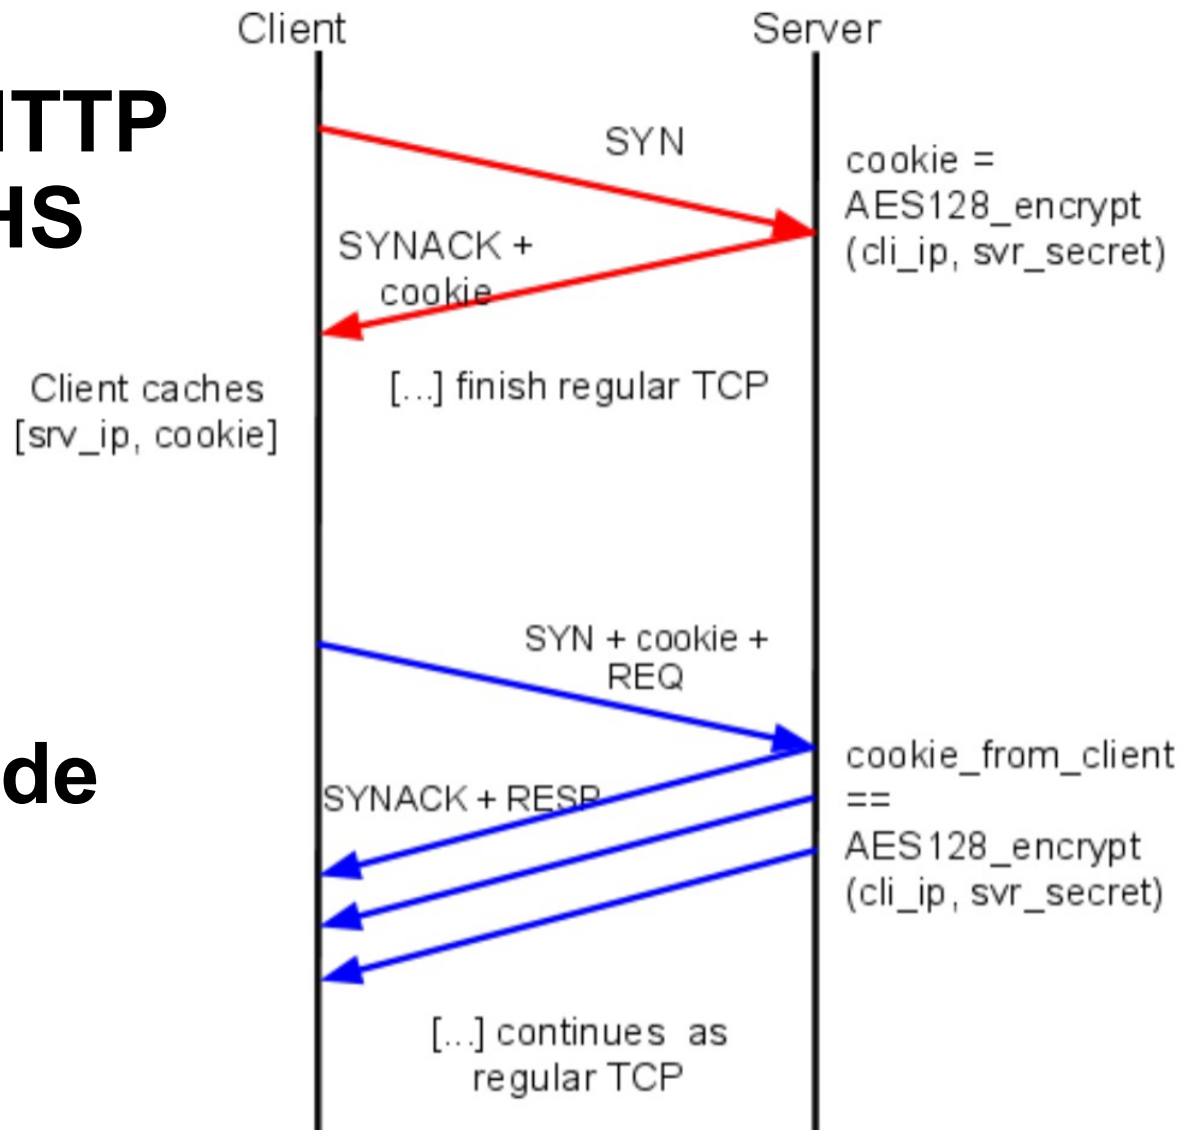 Client
Server
HTTP
HS
SYN
cookie =
AES128_encrypt
(cli_ip, svr_secret)
SYNACK +
cookie
Client caches
[srv_ip, cookie]
[...] finish regular TCP
SYN + cookie +
REQ
de
cookie_from_client
==
AES128_encrypt
(cli_ip, svr_secret)
SYNACK + RESP
[...] continues as
regular TCP